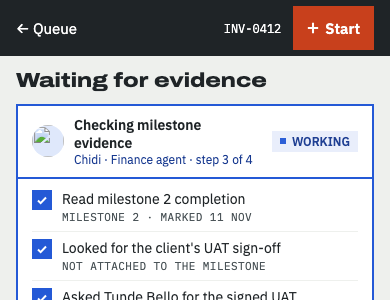 ← Queue
INV-0412
+ Start
Waiting for evidence
Checking milestone
evidence
Chidi · Finance agent · step 3 of 4
WORKING
Read milestone 2 completion
MILESTONE 2 · MARKED 11 NOV
Looked for the client's UAT sign-off
NOT ATTACHED TO THE MILESTONE
Asked Tunde Bello for the signed UAT